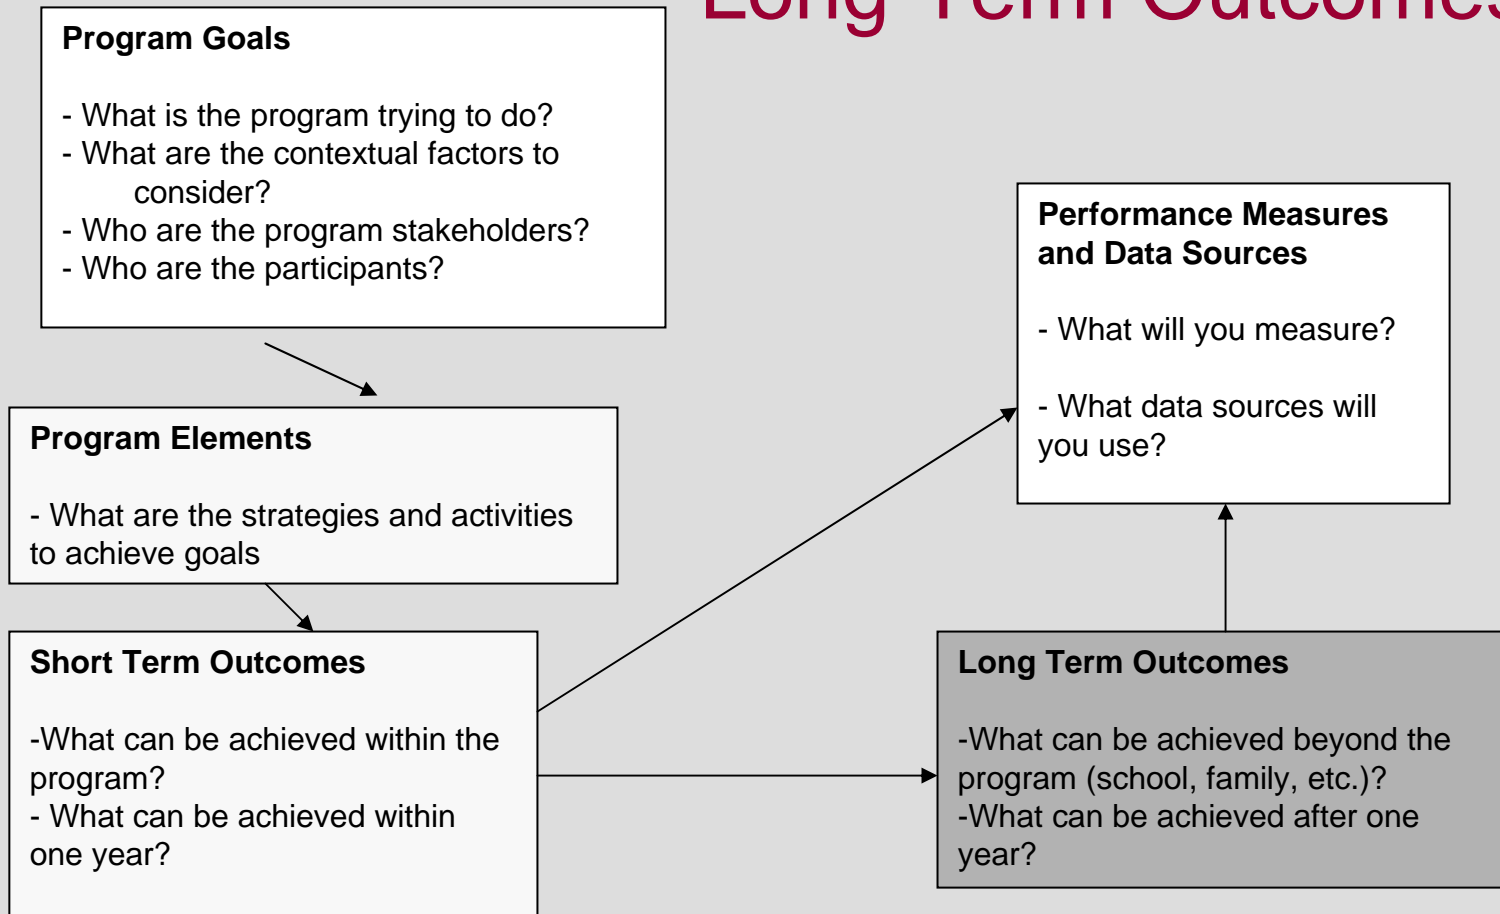 Long Term Outcomes
Program Goals
- What is the program trying to do?
- What are the contextual factors to
consider?
- Who are the program stakeholders?
- Who are the participants?
Performance Measures
and Data Sources
- What will you measure?
- What data sources will
you use?
Program Elements
- What are the strategies and activities
to achieve goals
Short Term Outcomes
-What can be achieved within the
program?
- What can be achieved within
one year?
Long Term Outcomes
-What can be achieved beyond the
program (school, family, etc.)?
-What can be achieved after one
year?